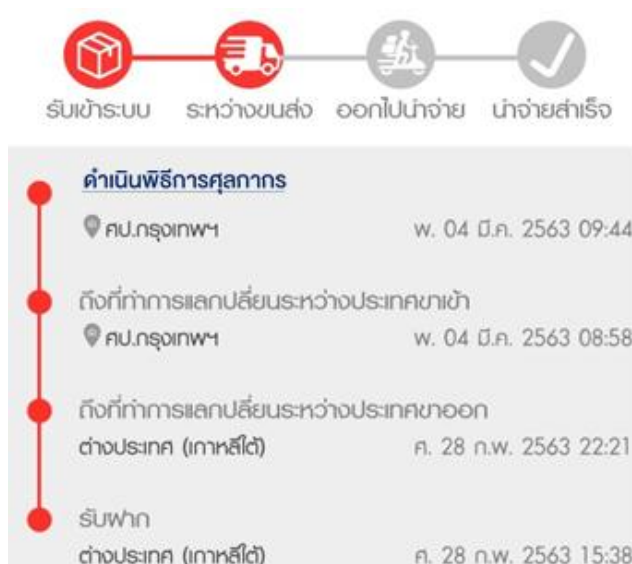 รับเข้าระบบ ระหว่างขนส่ง ออกไปนำจ่าย นำจ่ายสำเร็จ
ดำเนินพิธีการศุลกากร
ศป.กรุงเทพฯ พ. 04 มี.ค. 2563 09:44
ถึงที่ทำการแลกเปลี่ยนระหว่างประเทศขาเข้า
ศป.กรุงเทพฯ พ. 04 มี.ค. 2563 08:58
ถึงที่ทำการแลกเปลี่ยนระหว่างประเทศขาออก
ต่างประเทศ (เกาหลีใต้) ศ. 28 ก.พ. 2563 22:21
รับฝาก
ต่างประเทศ (เกาหลีใต้) ศ. 28 ก.พ. 2563 15:38